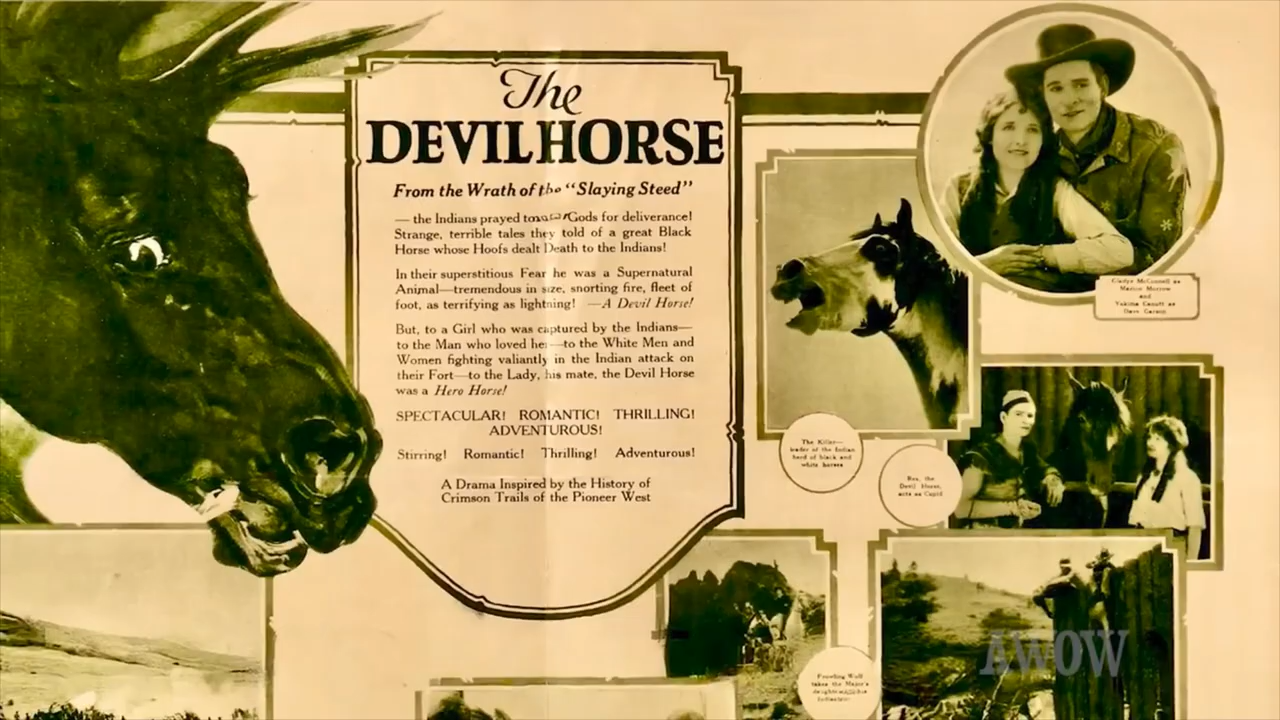 The
DEVILHORSE
From the Wrath of the "Slaying Steed"
— the Indians prayed to Gods for deliverance!
Strange, terrible tales they told of a great Black
Horse whose Hoofs dealt Death to the Indians!
In their superstitious Fear he was a Supernatural
Animal—tremendous in size, snorting fire, fleet of
foot, as terrifying as lightning! —A Devil Horse!
But, to a Girl who was captured by the Indians—
to the Man who loved her—to the White Men and
Women fighting valiantly in the Indian attack on
their Fort—to the Lady, his mate, the Devil Horse
was a Hero Horse!
SPECTACULAR! ROMANTIC! THRILLING!
ADVENTUROUS!
Stirring! Romantic! Thrilling! Adventurous!
A Drama Inspired by the History of
Crimson Trails of the Pioneer West
Gladys McConnell as
Marion Morrow
and
Yakima Canutt as
Dave Carson
The Killer—
leader of the Indian
herd of black and
white horses
Rex, the
Devil Horse,
acts as Cupid
Prowling Wolf
takes the Major's
daughter
AWOW